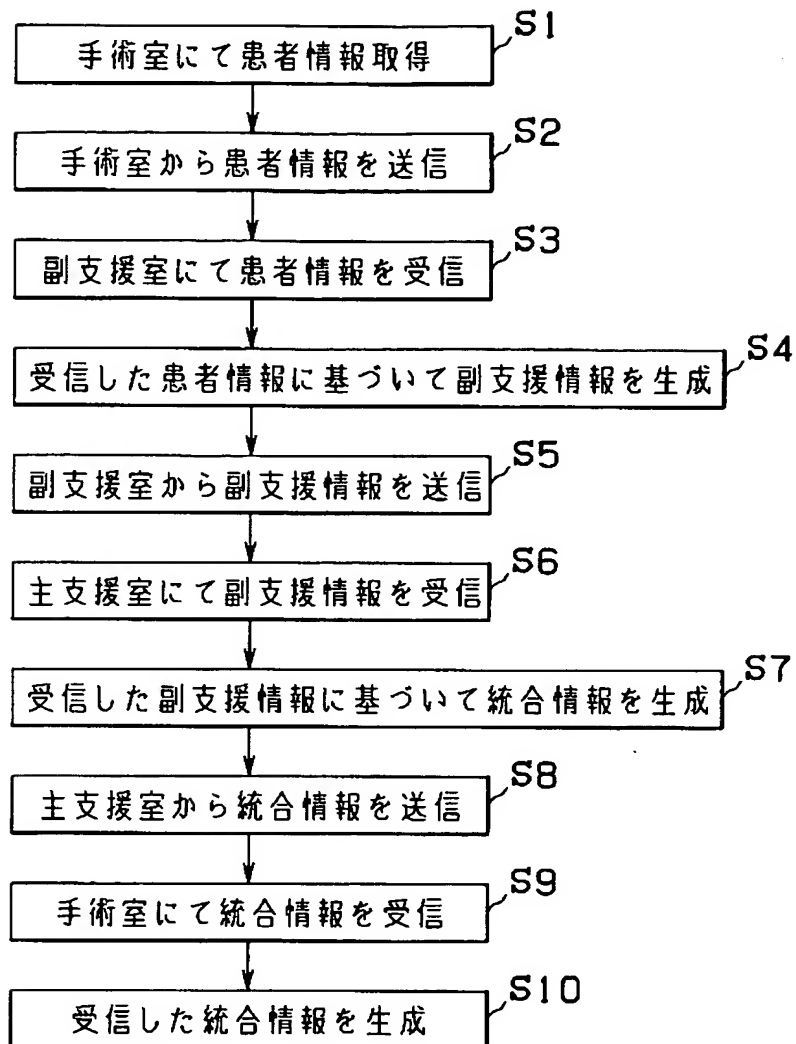 S1
手術室にて患者情報取得
S2
手術室から患者情報を送信
S3
副支援室にて患者情報を受信
S4
受信した患者情報に基づいて副支援情報を生成
S5
副支援室から副支援情報を送信
S6
主支援室にて副支援情報を受信
S7
受信した副支援情報に基づいて統合情報を生成
S8
主支援室から統合情報を送信
S9
手術室にて統合情報を受信
S10
受信した統合情報を生成